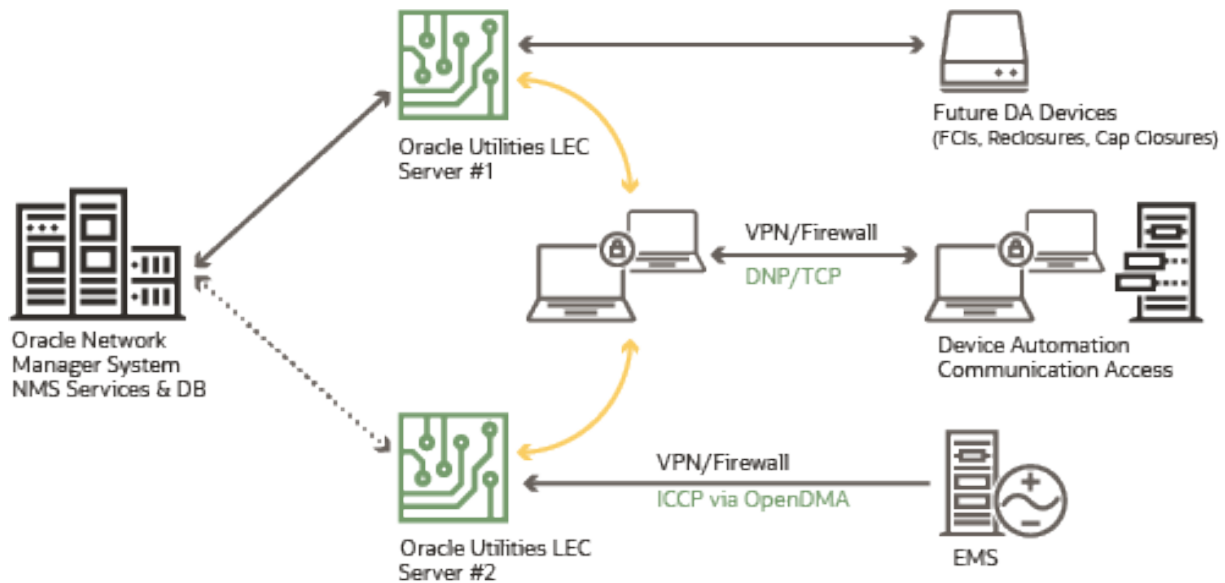 Oracle Utilities LEC
Server #1
Future DA Devices
(FCIs, Reclosures, Cap Closures)
VPN/Firewall
DNP/TCP
Oracle Network
Manager System
NMS Services & DB
Device Automation
Communication Access
VPN/Firewall
ICCP via OpenDMA
Oracle Utilities LEC
Server #2
EMS